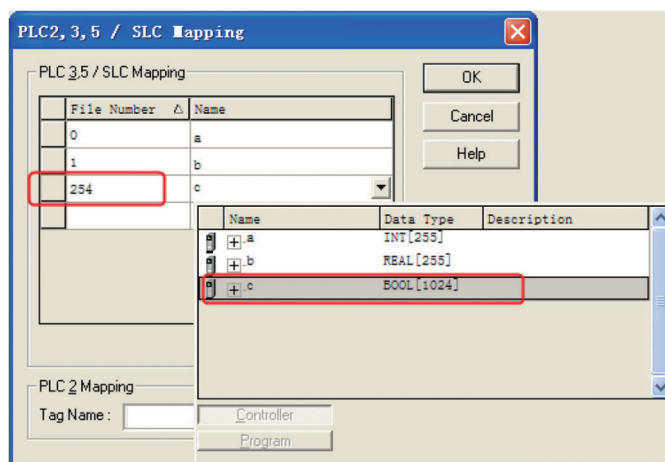 PLC2,3,5 / SLC Mapping
PLC 3,5 / SLC Mapping
OK
File Number Name
Cancel
0 a
Help
1 b
254 c
Name Data Type Description
a INT[255]
b REAL[255]
c BOOL[1024]
PLC 2 Mapping
Tag Name :
Controller
Program